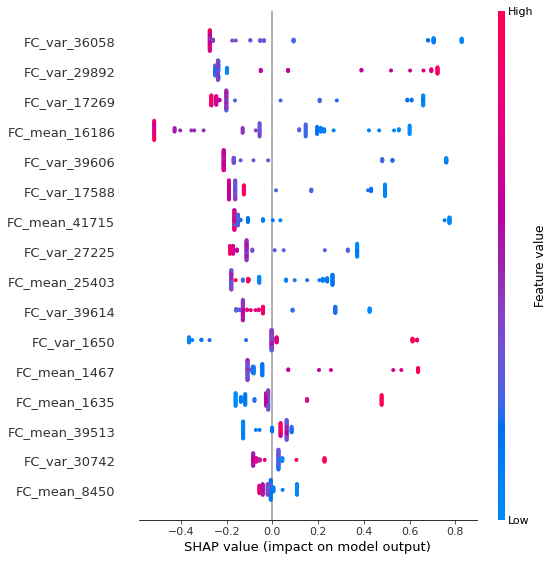 High
FC_var_36058
FC_var_29892
FC_var_17269
FC_mean_16186
FC_var_39606
FC_var_17588
FC_mean_41715
FC_var_27225
FC_mean_25403
FC_var_39614
FC_var_1650
FC_mean_1467
FC_mean_1635
FC_mean_39513
FC_var_30742
FC_mean_8450
Feature value
Low
−0.4 −0.2 0.0 0.2 0.4 0.6 0.8
SHAP value (impact on model output)